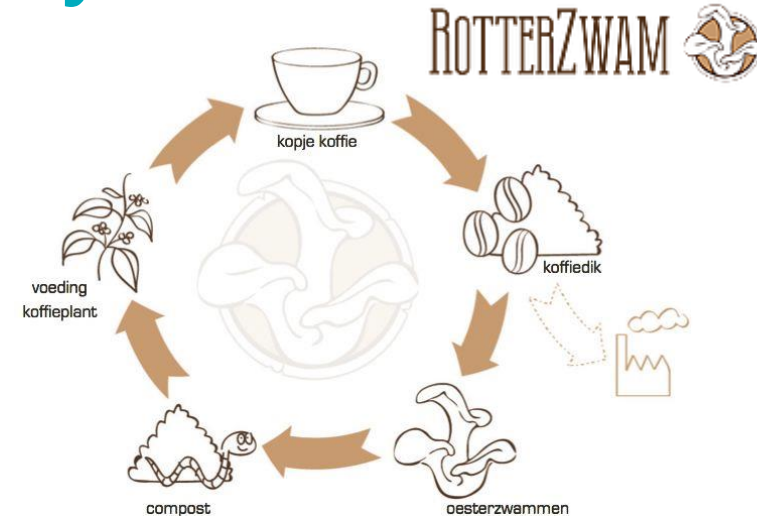 ROTTERZWAM
kopje koffie
koffiedik
voeding
koffieplant
compost
oesterzwammen